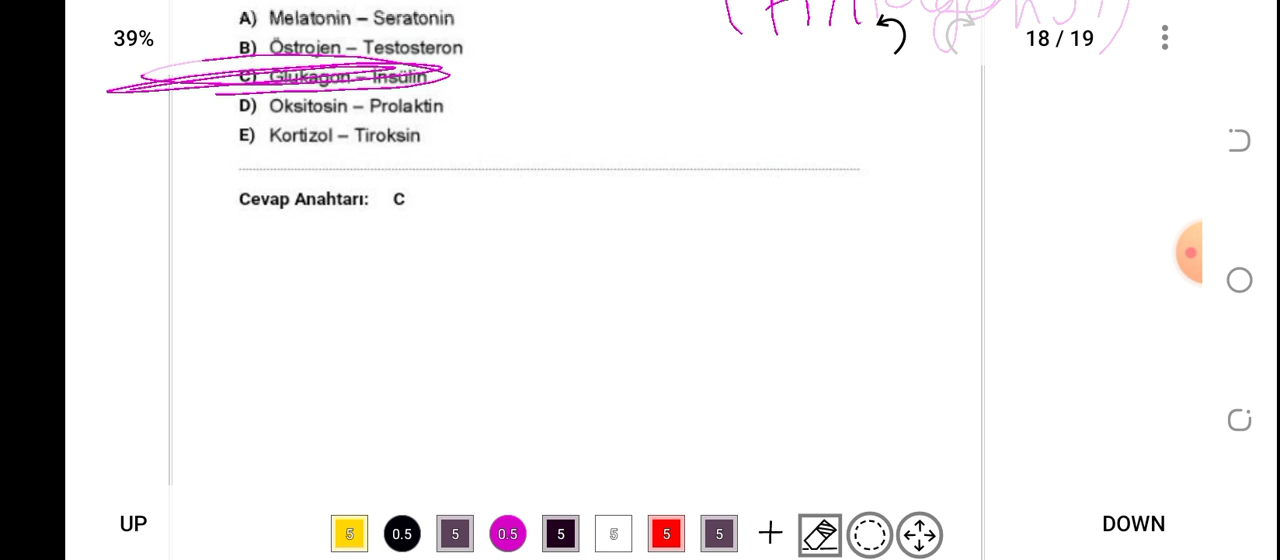 A) Melatonin – Seratonin
39%
18 / 19
B) Östrojen – Testosteron
C) Glukagon – Insülin
D) Oksitosin – Prolaktin
E) Kortizol – Tiroksin
Cevap Anahtarı: C
UP
5
0.5
5
0.5
5
5
5
5
DOWN